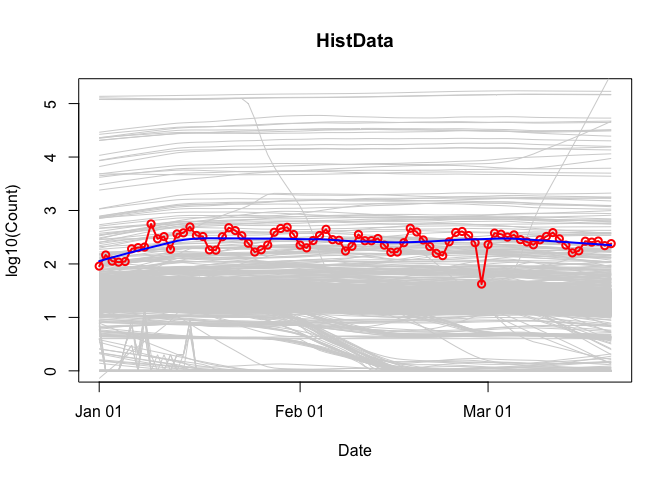 HistData
log10(Count)
5
4
3
2
1
0
Jan 01
Feb 01
Mar 01
Date